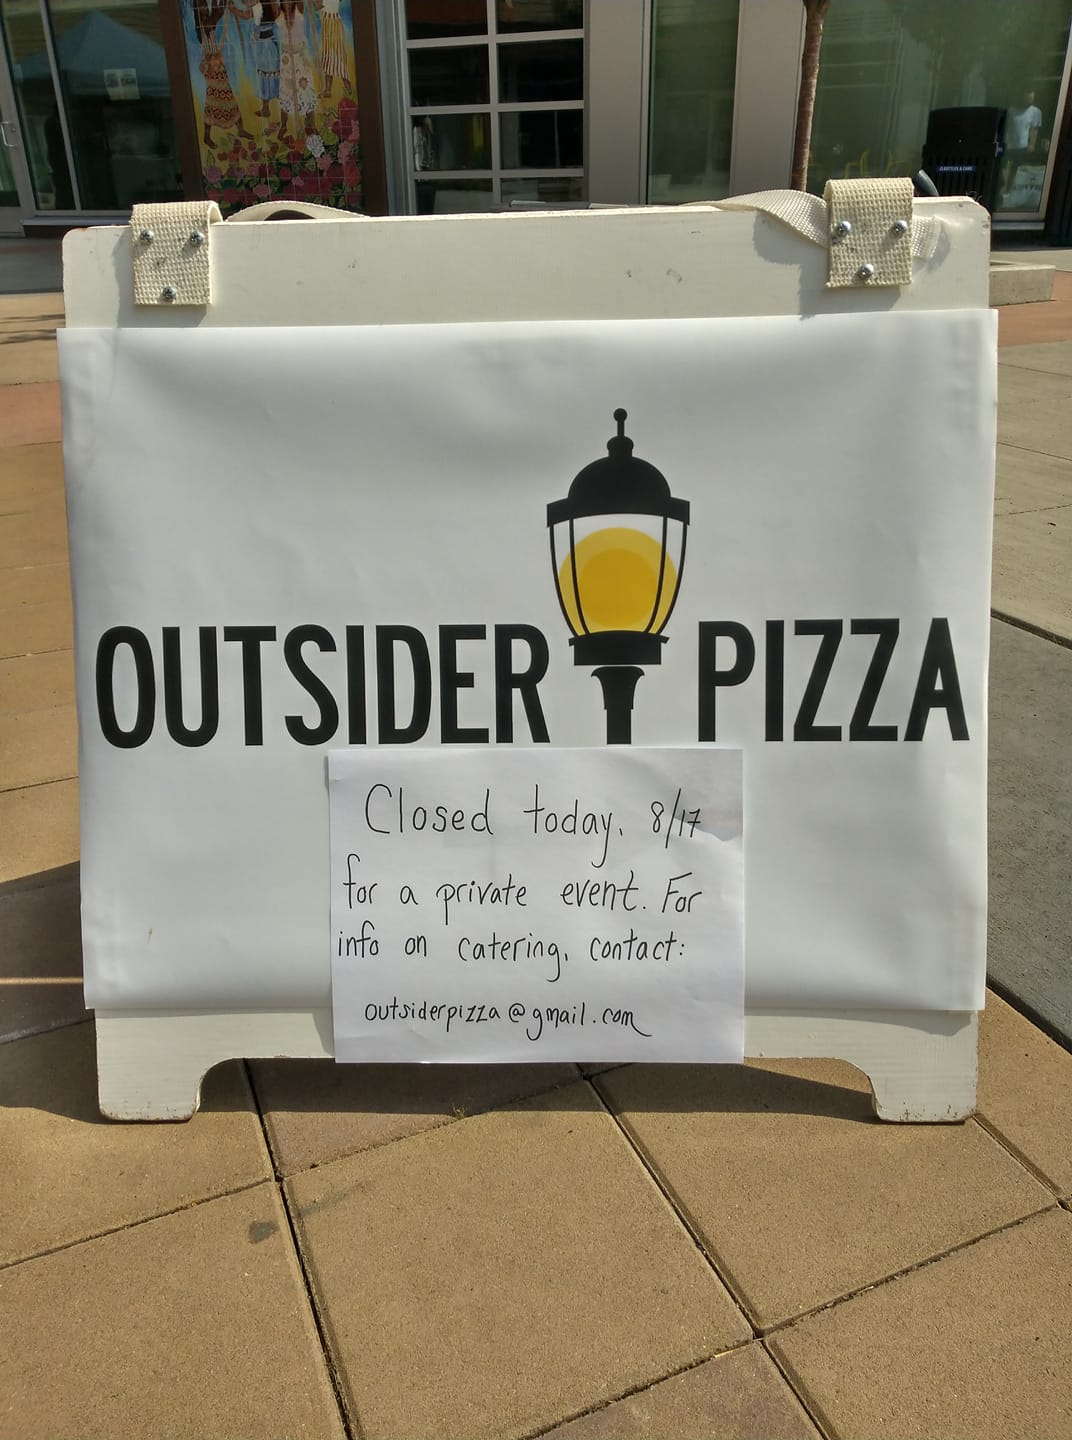 OUTSIDER PIZZA
Closed today, 8/17
for a private event. For
info on catering, contact:
outsiderpizza@gmail.com